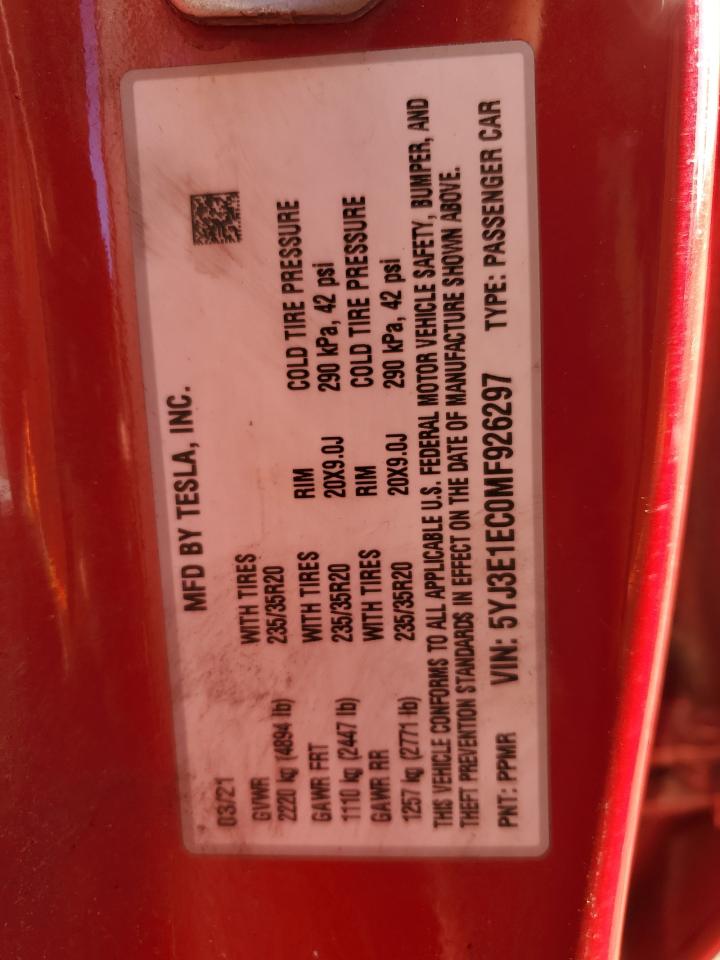 MFD BY TESLA, INC.
03/21
GVWR WITH TIRES
2220 kg (4894 lb) 235/35R20
GAWR FRT WITH TIRES RIM COLD TIRE PRESSURE
1110 kg (2447 lb) 235/35R20 20X9.0J 290 kPa, 42 psi
GAWR RR WITH TIRES RIM COLD TIRE PRESSURE
1257 kg (2771 lb) 235/35R20 20X9.0J 290 kPa, 42 psi
THIS VEHICLE CONFORMS TO ALL APPLICABLE U.S. FEDERAL MOTOR VEHICLE SAFETY, BUMPER, AND
THEFT PREVENTION STANDARDS IN EFFECT ON THE DATE OF MANUFACTURE SHOWN ABOVE.
PNT: PPMR VIN: 5YJ3E1EC0MF926297 TYPE: PASSENGER CAR